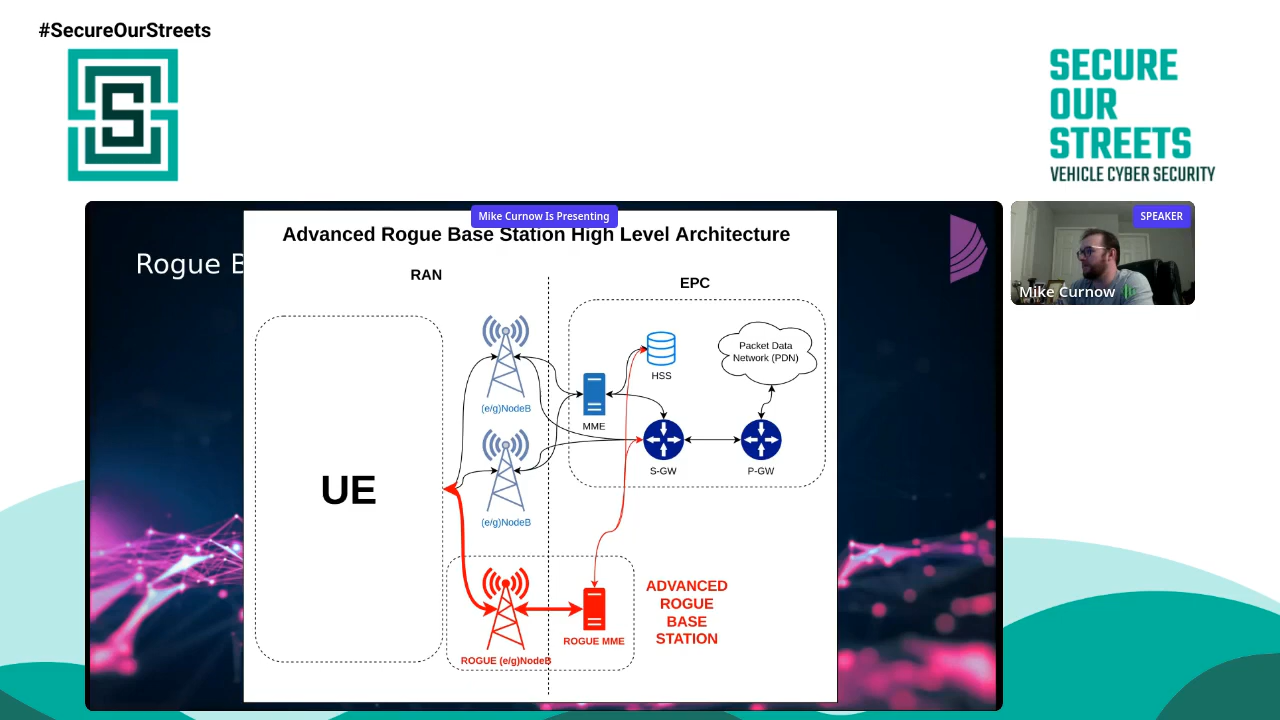 #SecureOurStreets
SECURE
OUR
STREETS
VEHICLE CYBER SECURITY
Mike Curnow Is Presenting
SPEAKER
Mike Curnow
Rogue B
Advanced Rogue Base Station High Level Architecture
RAN
EPC
Packet Data
Network (PDN)
HSS
(e/g)NodeB
MME
S-GW
P-GW
UE
(e/g)NodeB
ADVANCED
ROGUE
BASE
STATION
ROGUE MME
ROGUE (e/g)NodeB